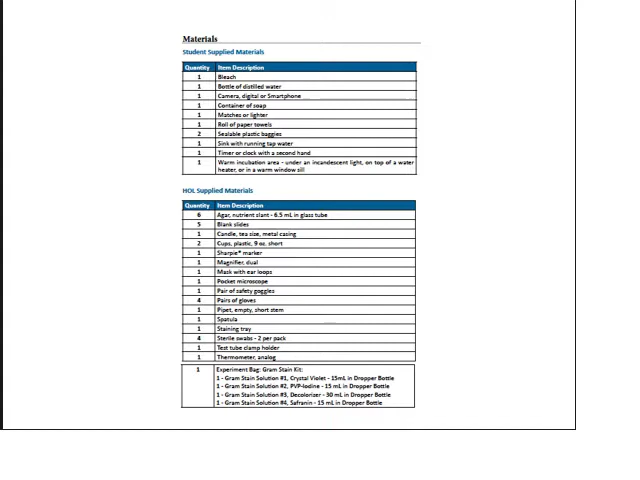 Materials
Student Supplied Materials
Quantity Item Description
1 Bleach
1 Bottle of distilled water
1 Camera, digital or Smartphone
1 Container of soap
1 Matches or lighter
1 Roll of paper towels
2 Sealable plastic baggies
1 Sink with running tap water
1 Timer or clock with a second hand
1 Warm incubation area - under an incandescent light, on top of a water
heater, or in a warm window sill
HOL Supplied Materials
Quantity Item Description
6 Agar, nutrient slant - 6.5 mL in glass tube
5 Blank slides
1 Candle, tea size, metal casing
2 Cups, plastic, 9 oz. short
1 Sharpie® marker
1 Magnifier, dual
1 Mask with ear loops
1 Pocket microscope
1 Pair of safety goggles
4 Pairs of gloves
1 Pipet, empty, short stem
1 Spatula
1 Staining tray
4 Sterile swabs - 2 per pack
1 Test tube clamp holder
1 Thermometer, analog
1 Experiment Bag: Gram Stain Kit:
1 - Gram Stain Solution #1, Crystal Violet - 15mL in Dropper Bottle
1 - Gram Stain Solution #2, PVP-Iodine - 15 mL in Dropper Bottle
1 - Gram Stain Solution #3, Decolorizer - 30 mL in Dropper Bottle
1 - Gram Stain Solution #4, Safranin - 15 mL in Dropper Bottle